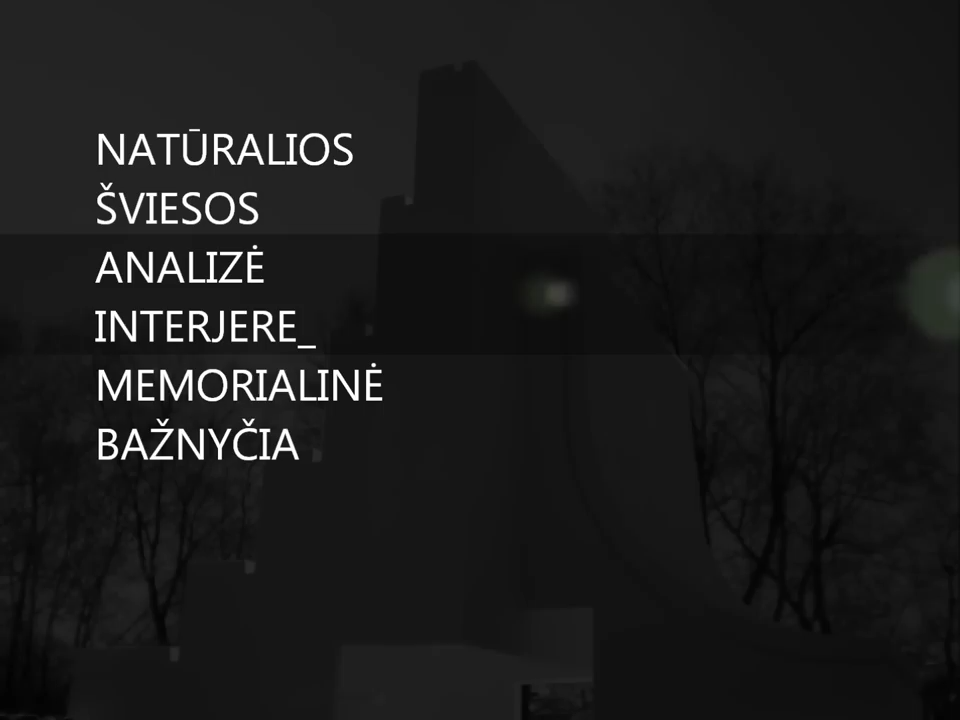 NATŪRALIOS
ŠVIESOS
ANALIZĖ
INTERJERE_
MEMORIALINĖ
BAŽNYČIA